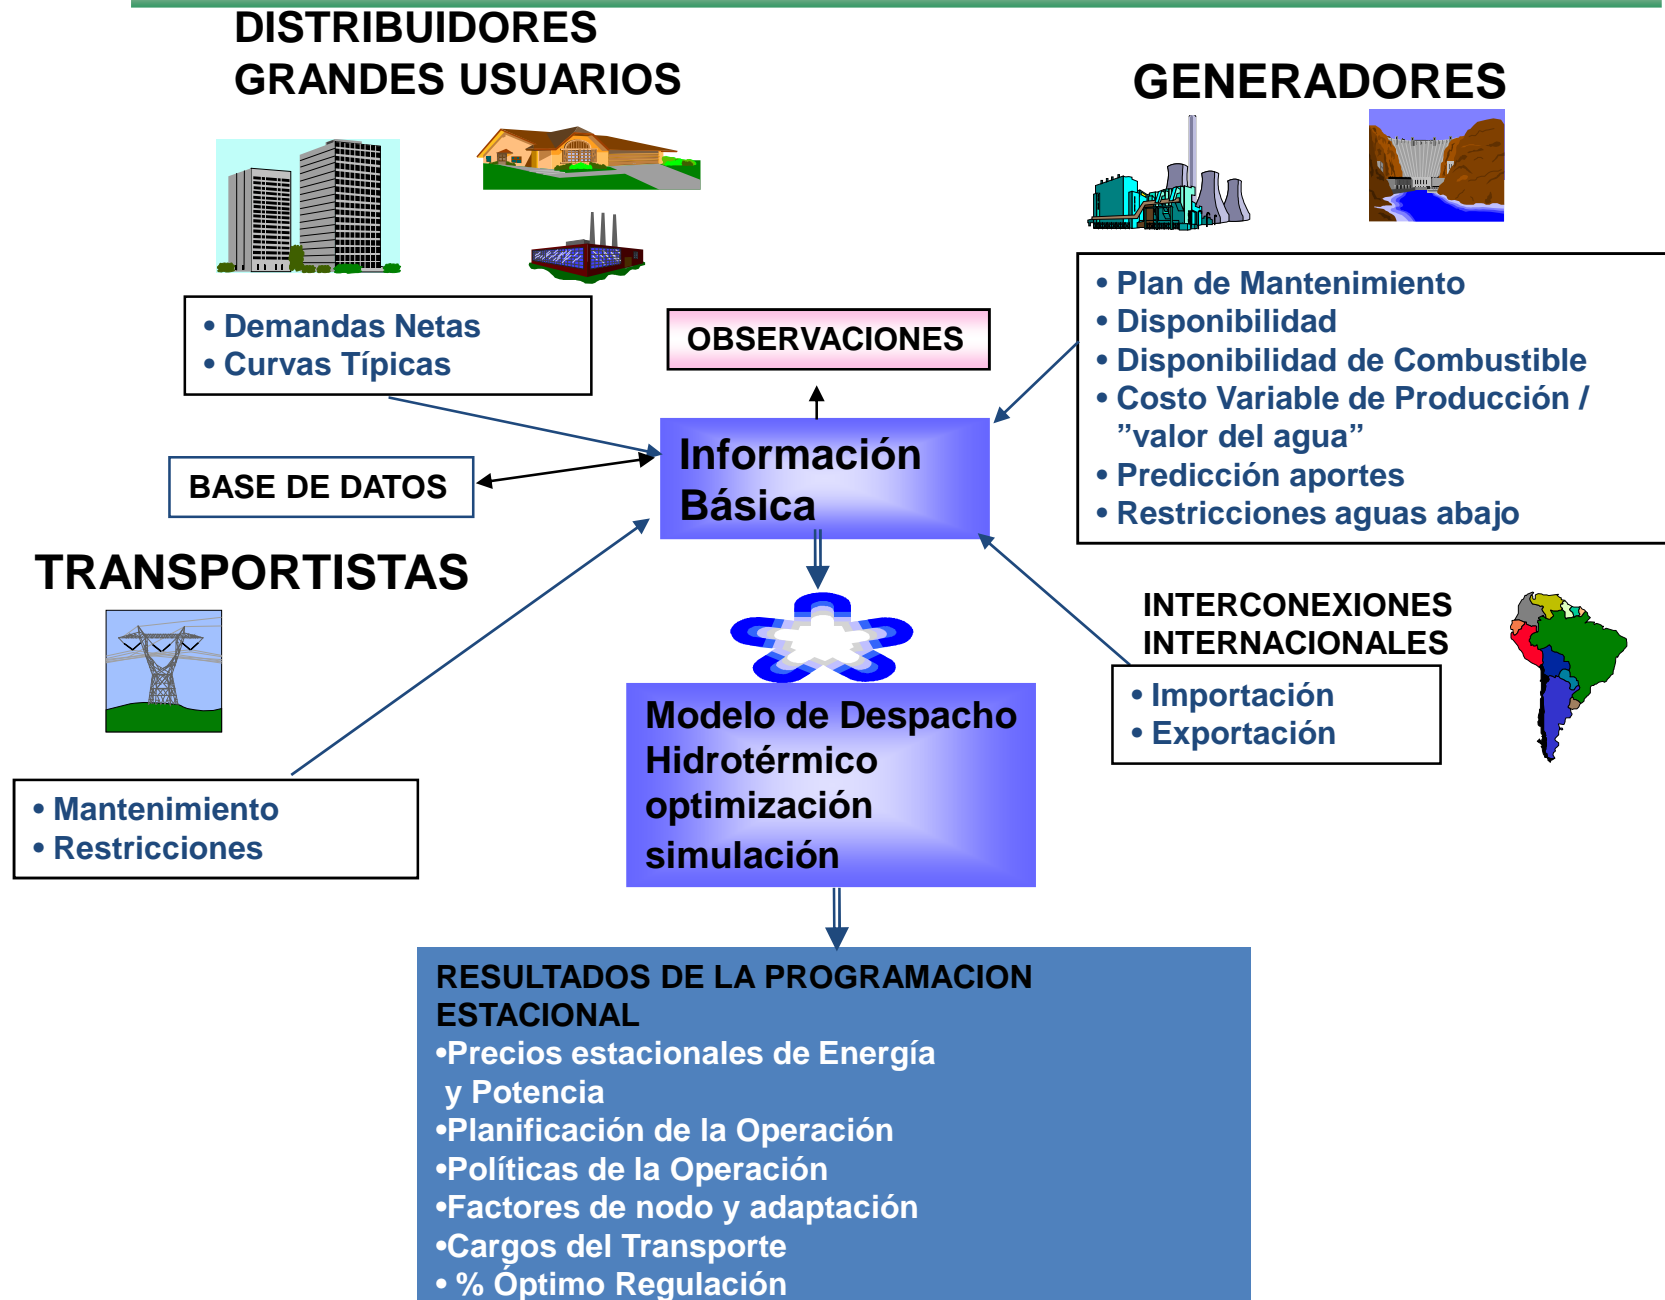 DISTRIBUIDORES
GRANDES USUARIOS
GENERADORES
• Demandas Netas
• Curvas Típicas
OBSERVACIONES
• Plan de Mantenimiento
• Disponibilidad
• Disponibilidad de Combustible
• Costo Variable de Producción /
”valor del agua”
• Predicción aportes
• Restricciones aguas abajo
Información
Básica
BASE DE DATOS
TRANSPORTISTAS
INTERCONEXIONES
INTERNACIONALES
• Importación
• Exportación
Modelo de Despacho
Hidrotérmico
optimización
simulación
• Mantenimiento
• Restricciones
RESULTADOS DE LA PROGRAMACION
ESTACIONAL
•Precios estacionales de Energía
y Potencia
•Planificación de la Operación
•Políticas de la Operación
•Factores de nodo y adaptación
•Cargos del Transporte
• % Óptimo Regulación